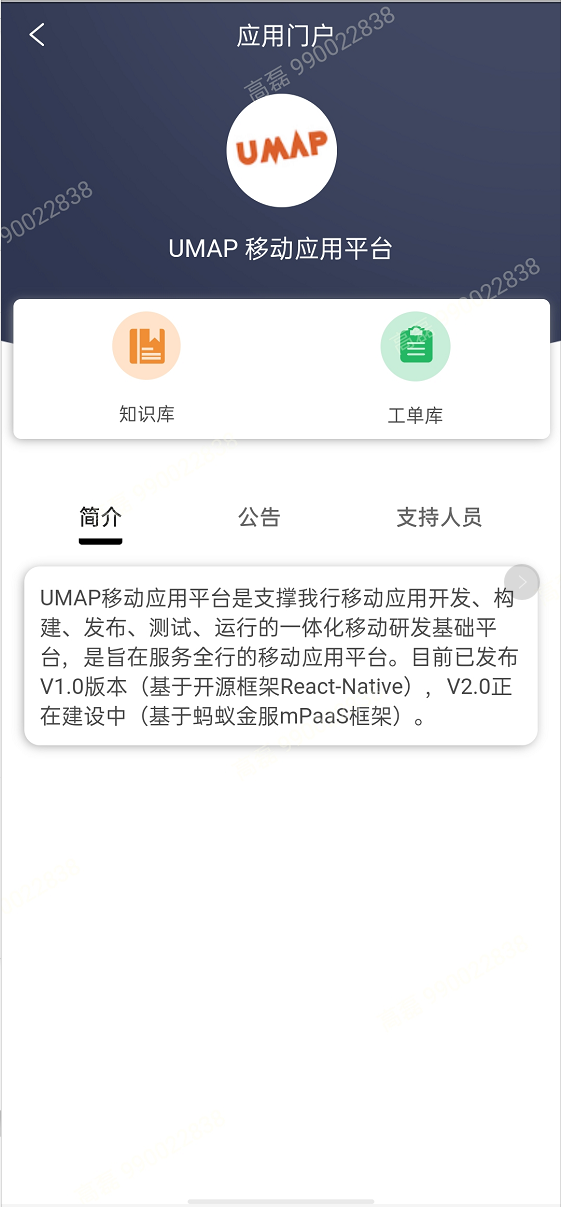 应用门户
高磊 990022838
UMAP
990022838
UMAP 移动应用平台
高磊 990022838
知识库
工单库
简介
公告
支持人员
UMAP移动应用平台是支撑我行移动应用开发、构
建、发布、测试、运行的一体化移动研发基础平
台，是旨在服务全行的移动应用平台。目前已发布
V1.0版本（基于开源框架React-Native），V2.0正
在建设中（基于蚂蚁金服mPaaS框架）。